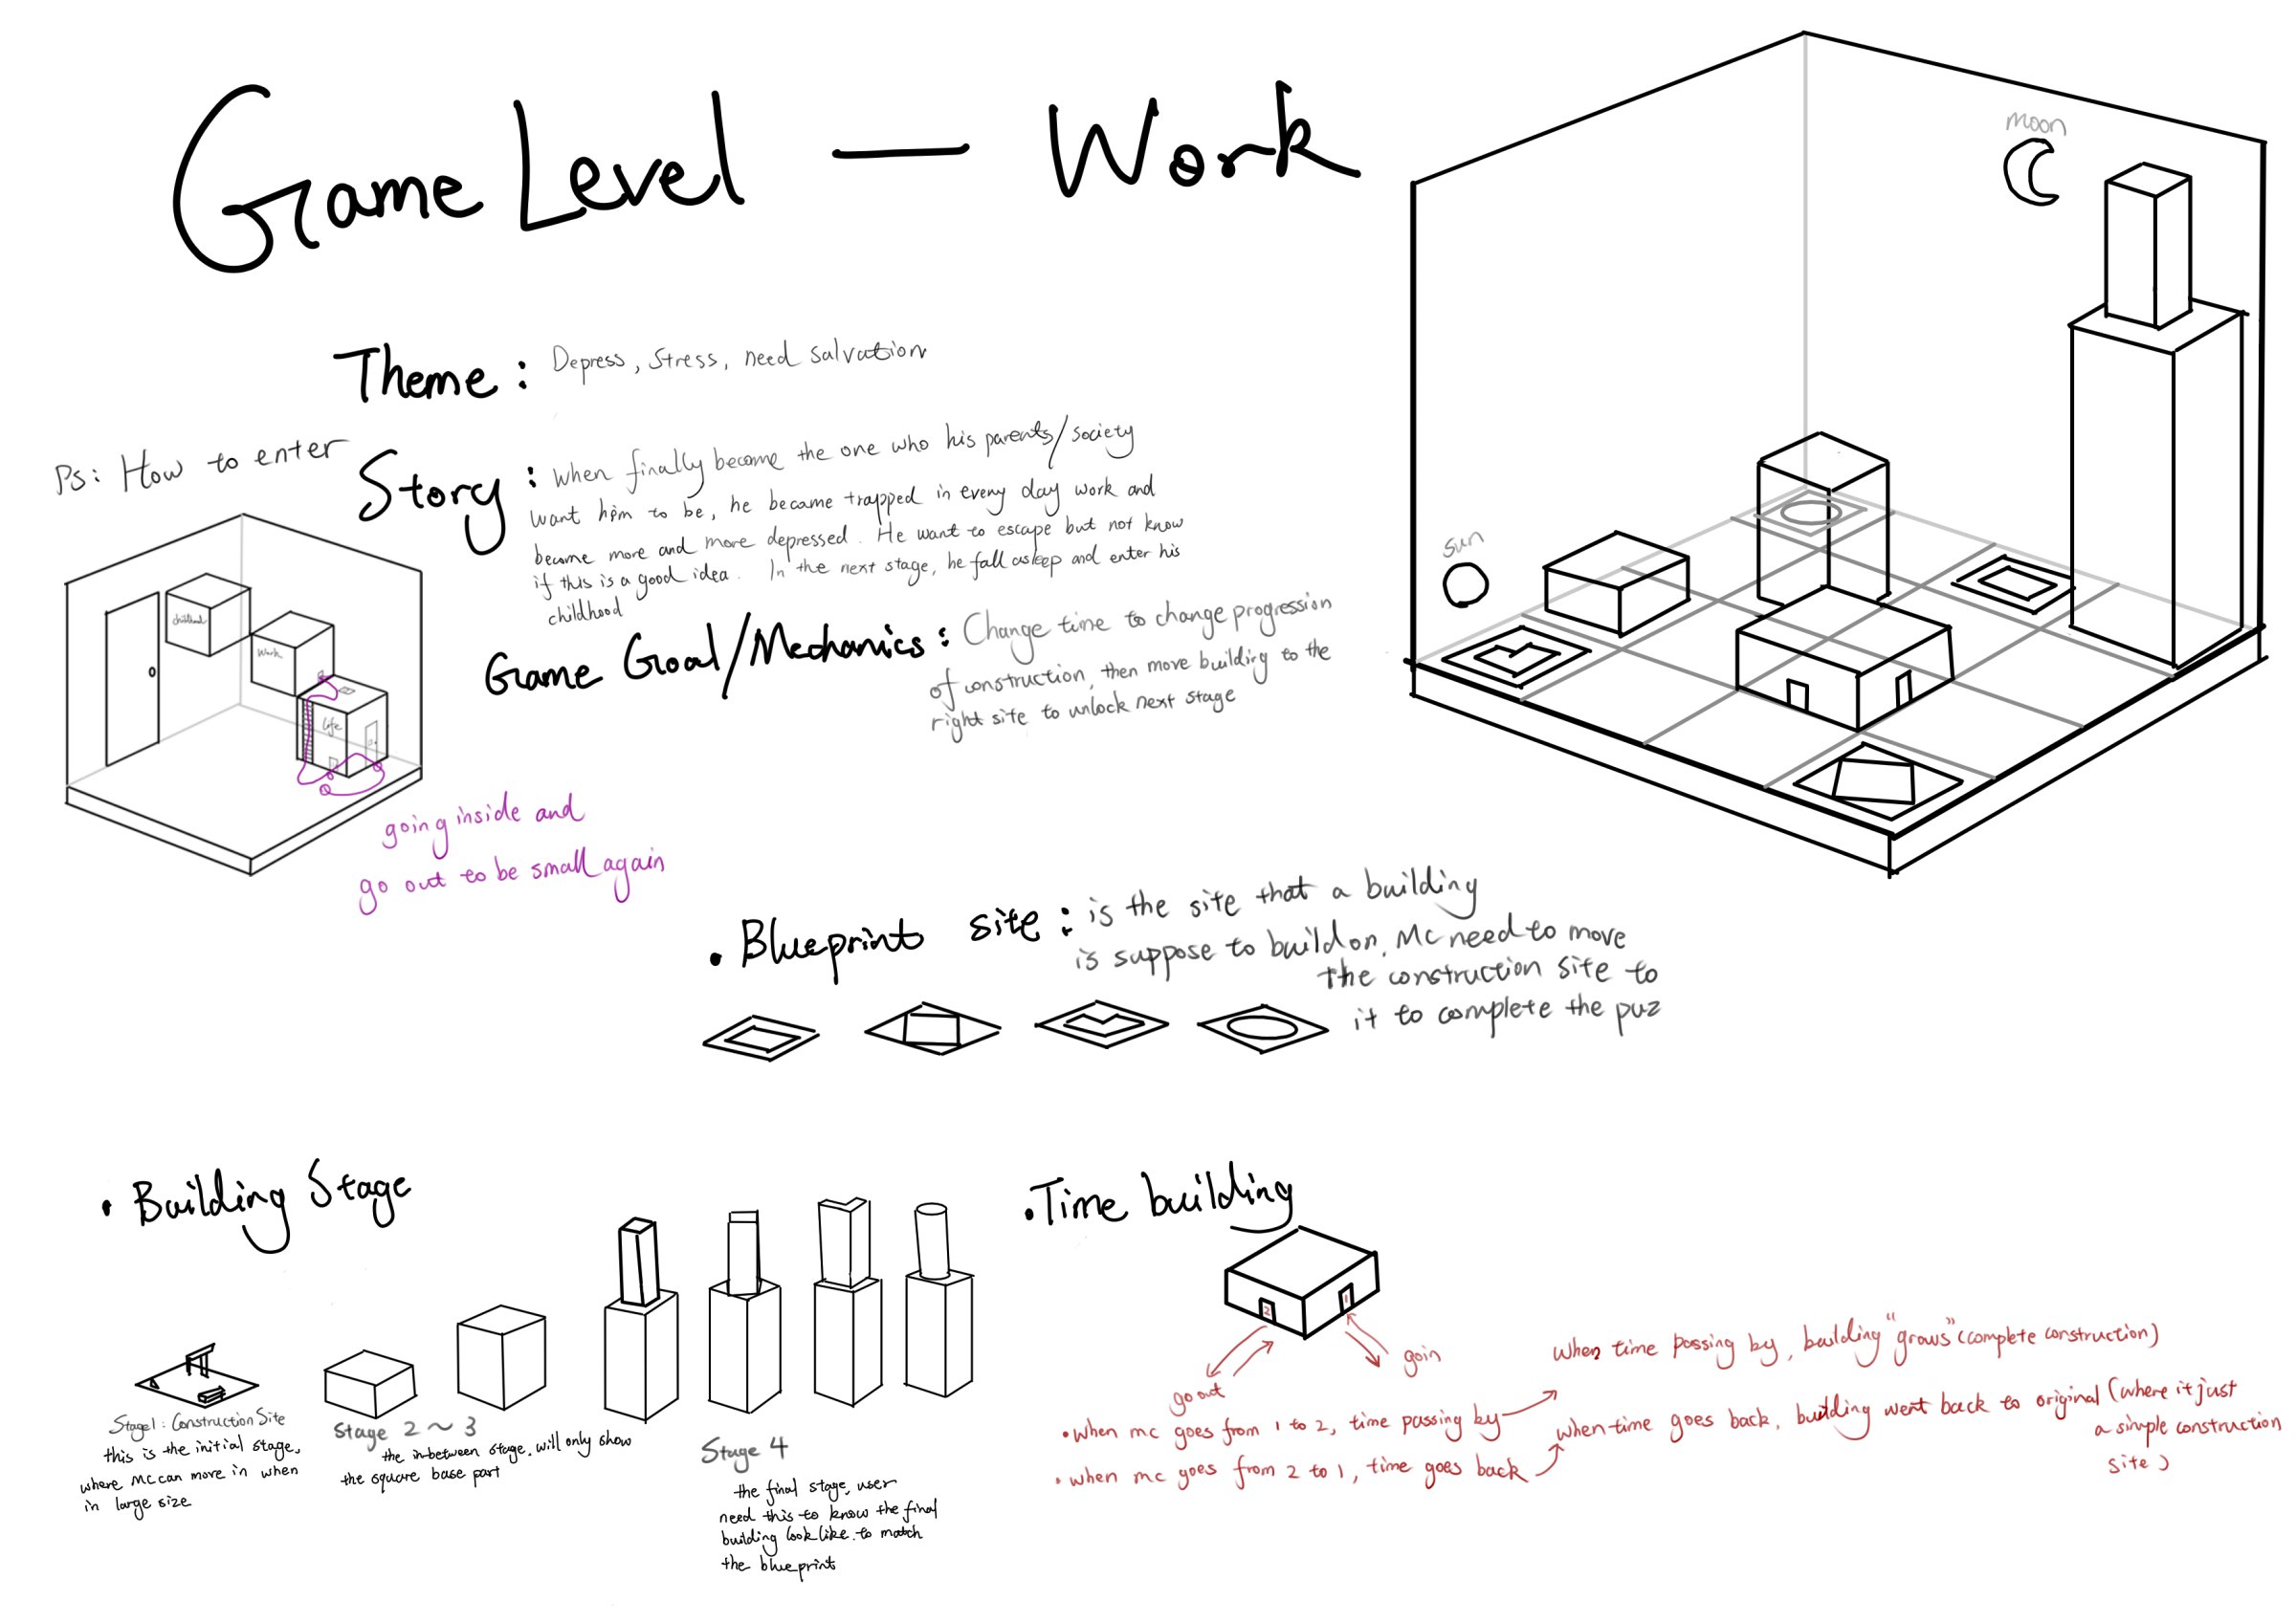 Game Level — Work
moon
sun
Theme : Depress, stress, need salvation
Ps: How to enter
childhood
work
life
going inside and
go out to be small again
Story : when finally become the one who his parents/society
want him to be, he became trapped in every day work and
become more and more depressed. He want to escape but not know
if this is a good idea. In the next stage, he fall asleep and enter his
childhood
Game Goal/Mechanics : Change time to change progression
of construction, then move building to the
right site to unlock next stage
• Blueprint site : is the site that a building
is suppose to build on. MC need to move
the construction site to
it to complete the puz
• Building Stage
Stage1 : Construction Site
this is the initial stage,
where MC can move in when
in large size
Stage 2 ~ 3
the in-between stage, will only show
the square base part
Stage 4
the final stage, user
need this to know the final
building look like to match
the blueprint
• Time building
2
1
go out
go in
• when mc goes from 1 to 2, time passing by
• when mc goes from 2 to 1, time goes back
when time passing by, building "grows" (complete construction)
when time goes back, building went back to original (where it just
a simple construction
site)